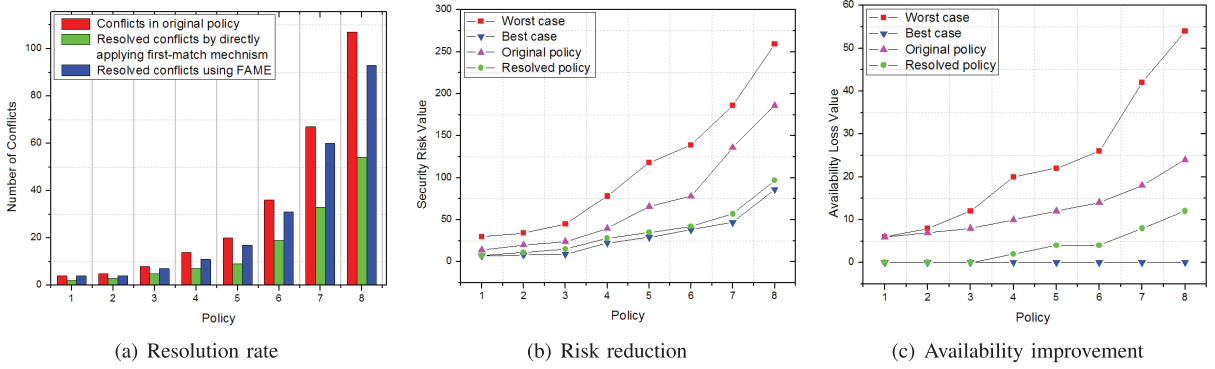 Conflicts in original policy
Resolved conflicts by directly
applying first-match mechnism
Resolved conflicts using FAME
Number of Conflicts
100
80
60
40
20
0
1 2 3 4 5 6 7 8
Policy
(a) Resolution rate
Worst case
Best case
Original policy
Resolved policy
Security Risk Value
300
250
200
150
100
50
0
1 2 3 4 5 6 7 8
Policy
(b) Risk reduction
Worst case
Best case
Original policy
Resolved policy
Availability Loss Value
60
50
40
30
20
10
0
1 2 3 4 5 6 7 8
Policy
(c) Availability improvement